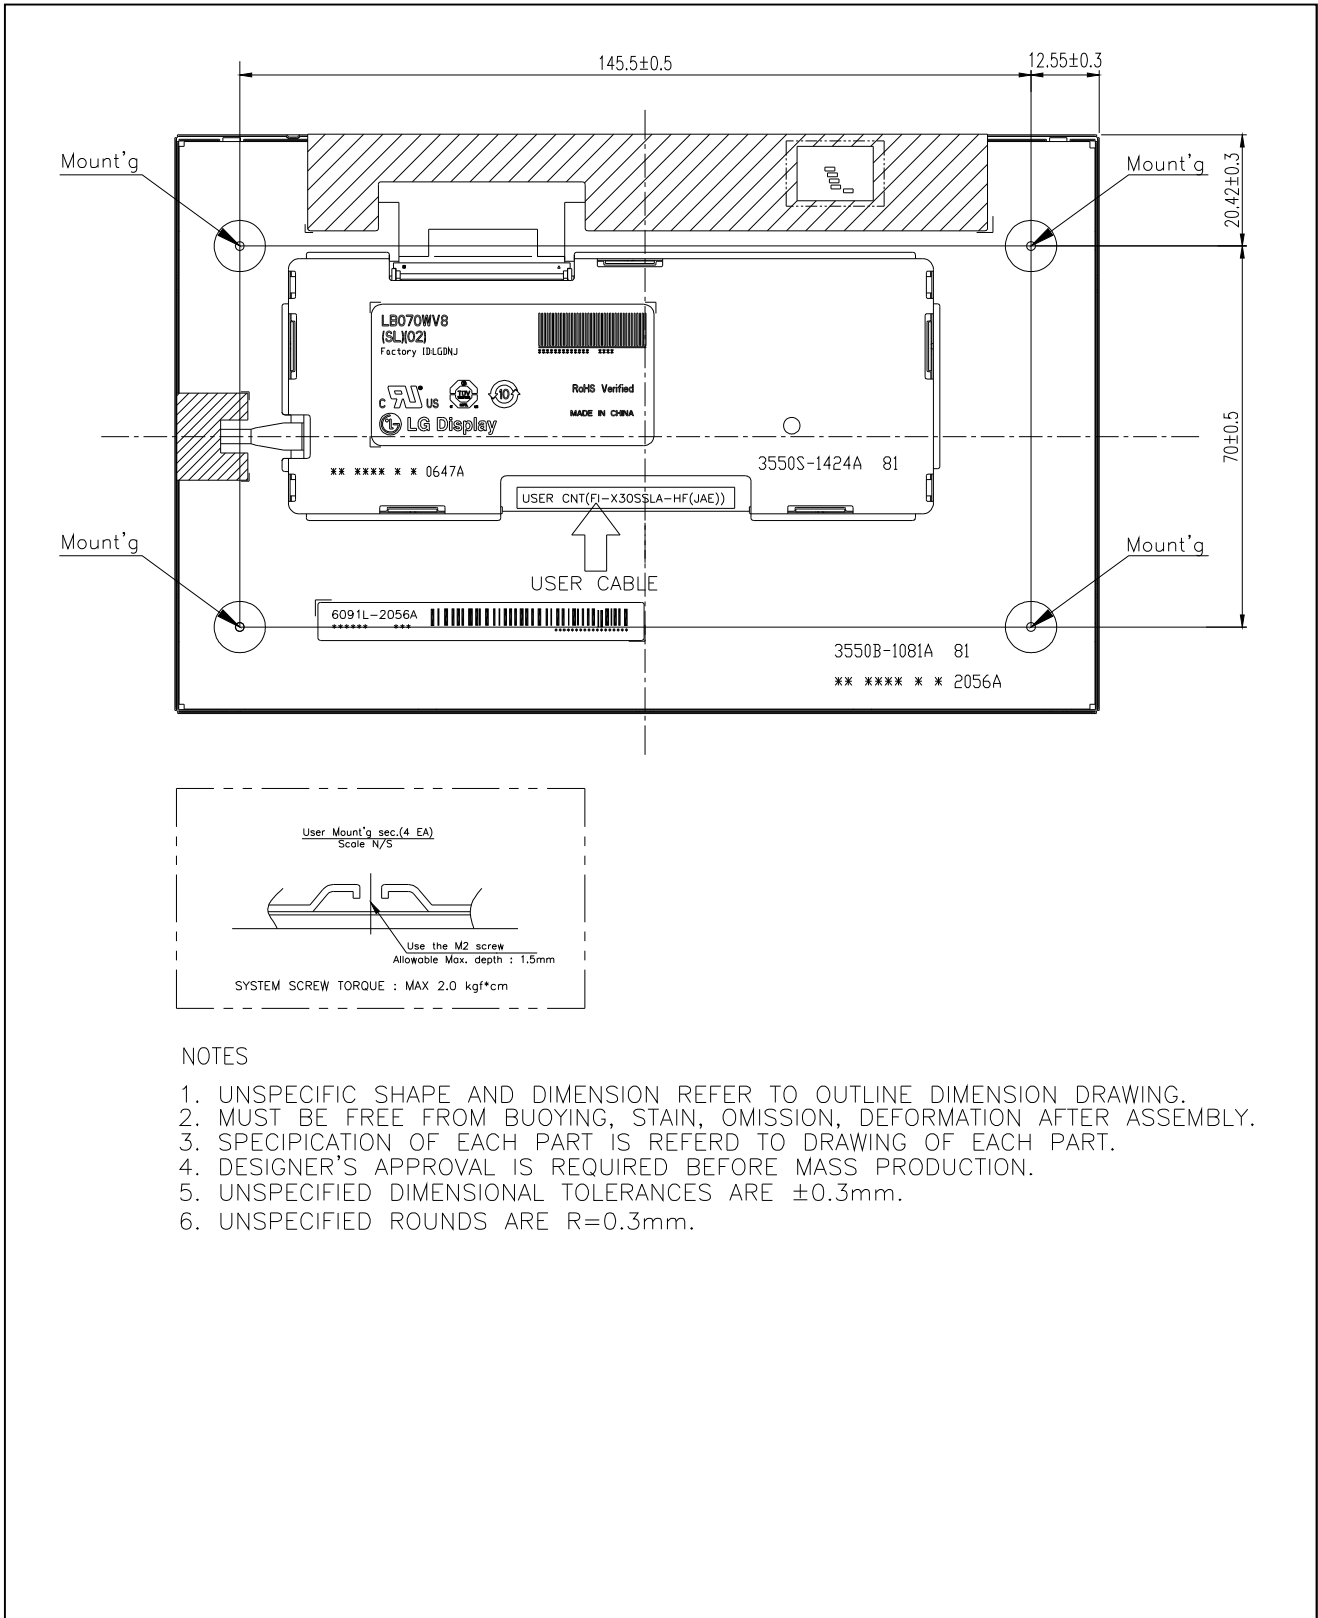 145.5±0.5
12.55±0.3
Mount'g
Mount'g
20.42±0.3
LB070WV8
(SL)(02)
Factory ID:LGDNJ
************* ****
RoHS Verified
C US
TÜV
10
MADE IN CHINA
LG Display
70±0.5
** **** * * 0647A
3550S-1424A 81
USER CNT(FI-X30SSLA-HF(JAE))
Mount'g
Mount'g
USER CABLE
6091L-2056A
****** ***
3550B-1081A 81
** **** * * 2056A
User Mount'g sec.(4 EA)
Scale N/S
Use the M2 screw
Allowable Max. depth : 1.5mm
SYSTEM SCREW TORQUE : MAX 2.0 kgf*cm
NOTES
1. UNSPECIFIC SHAPE AND DIMENSION REFER TO OUTLINE DIMENSION DRAWING.
2. MUST BE FREE FROM BUOYING, STAIN, OMISSION, DEFORMATION AFTER ASSEMBLY.
3. SPECIPICATION OF EACH PART IS REFERD TO DRAWING OF EACH PART.
4. DESIGNER'S APPROVAL IS REQUIRED BEFORE MASS PRODUCTION.
5. UNSPECIFIED DIMENSIONAL TOLERANCES ARE ±0.3mm.
6. UNSPECIFIED ROUNDS ARE R=0.3mm.